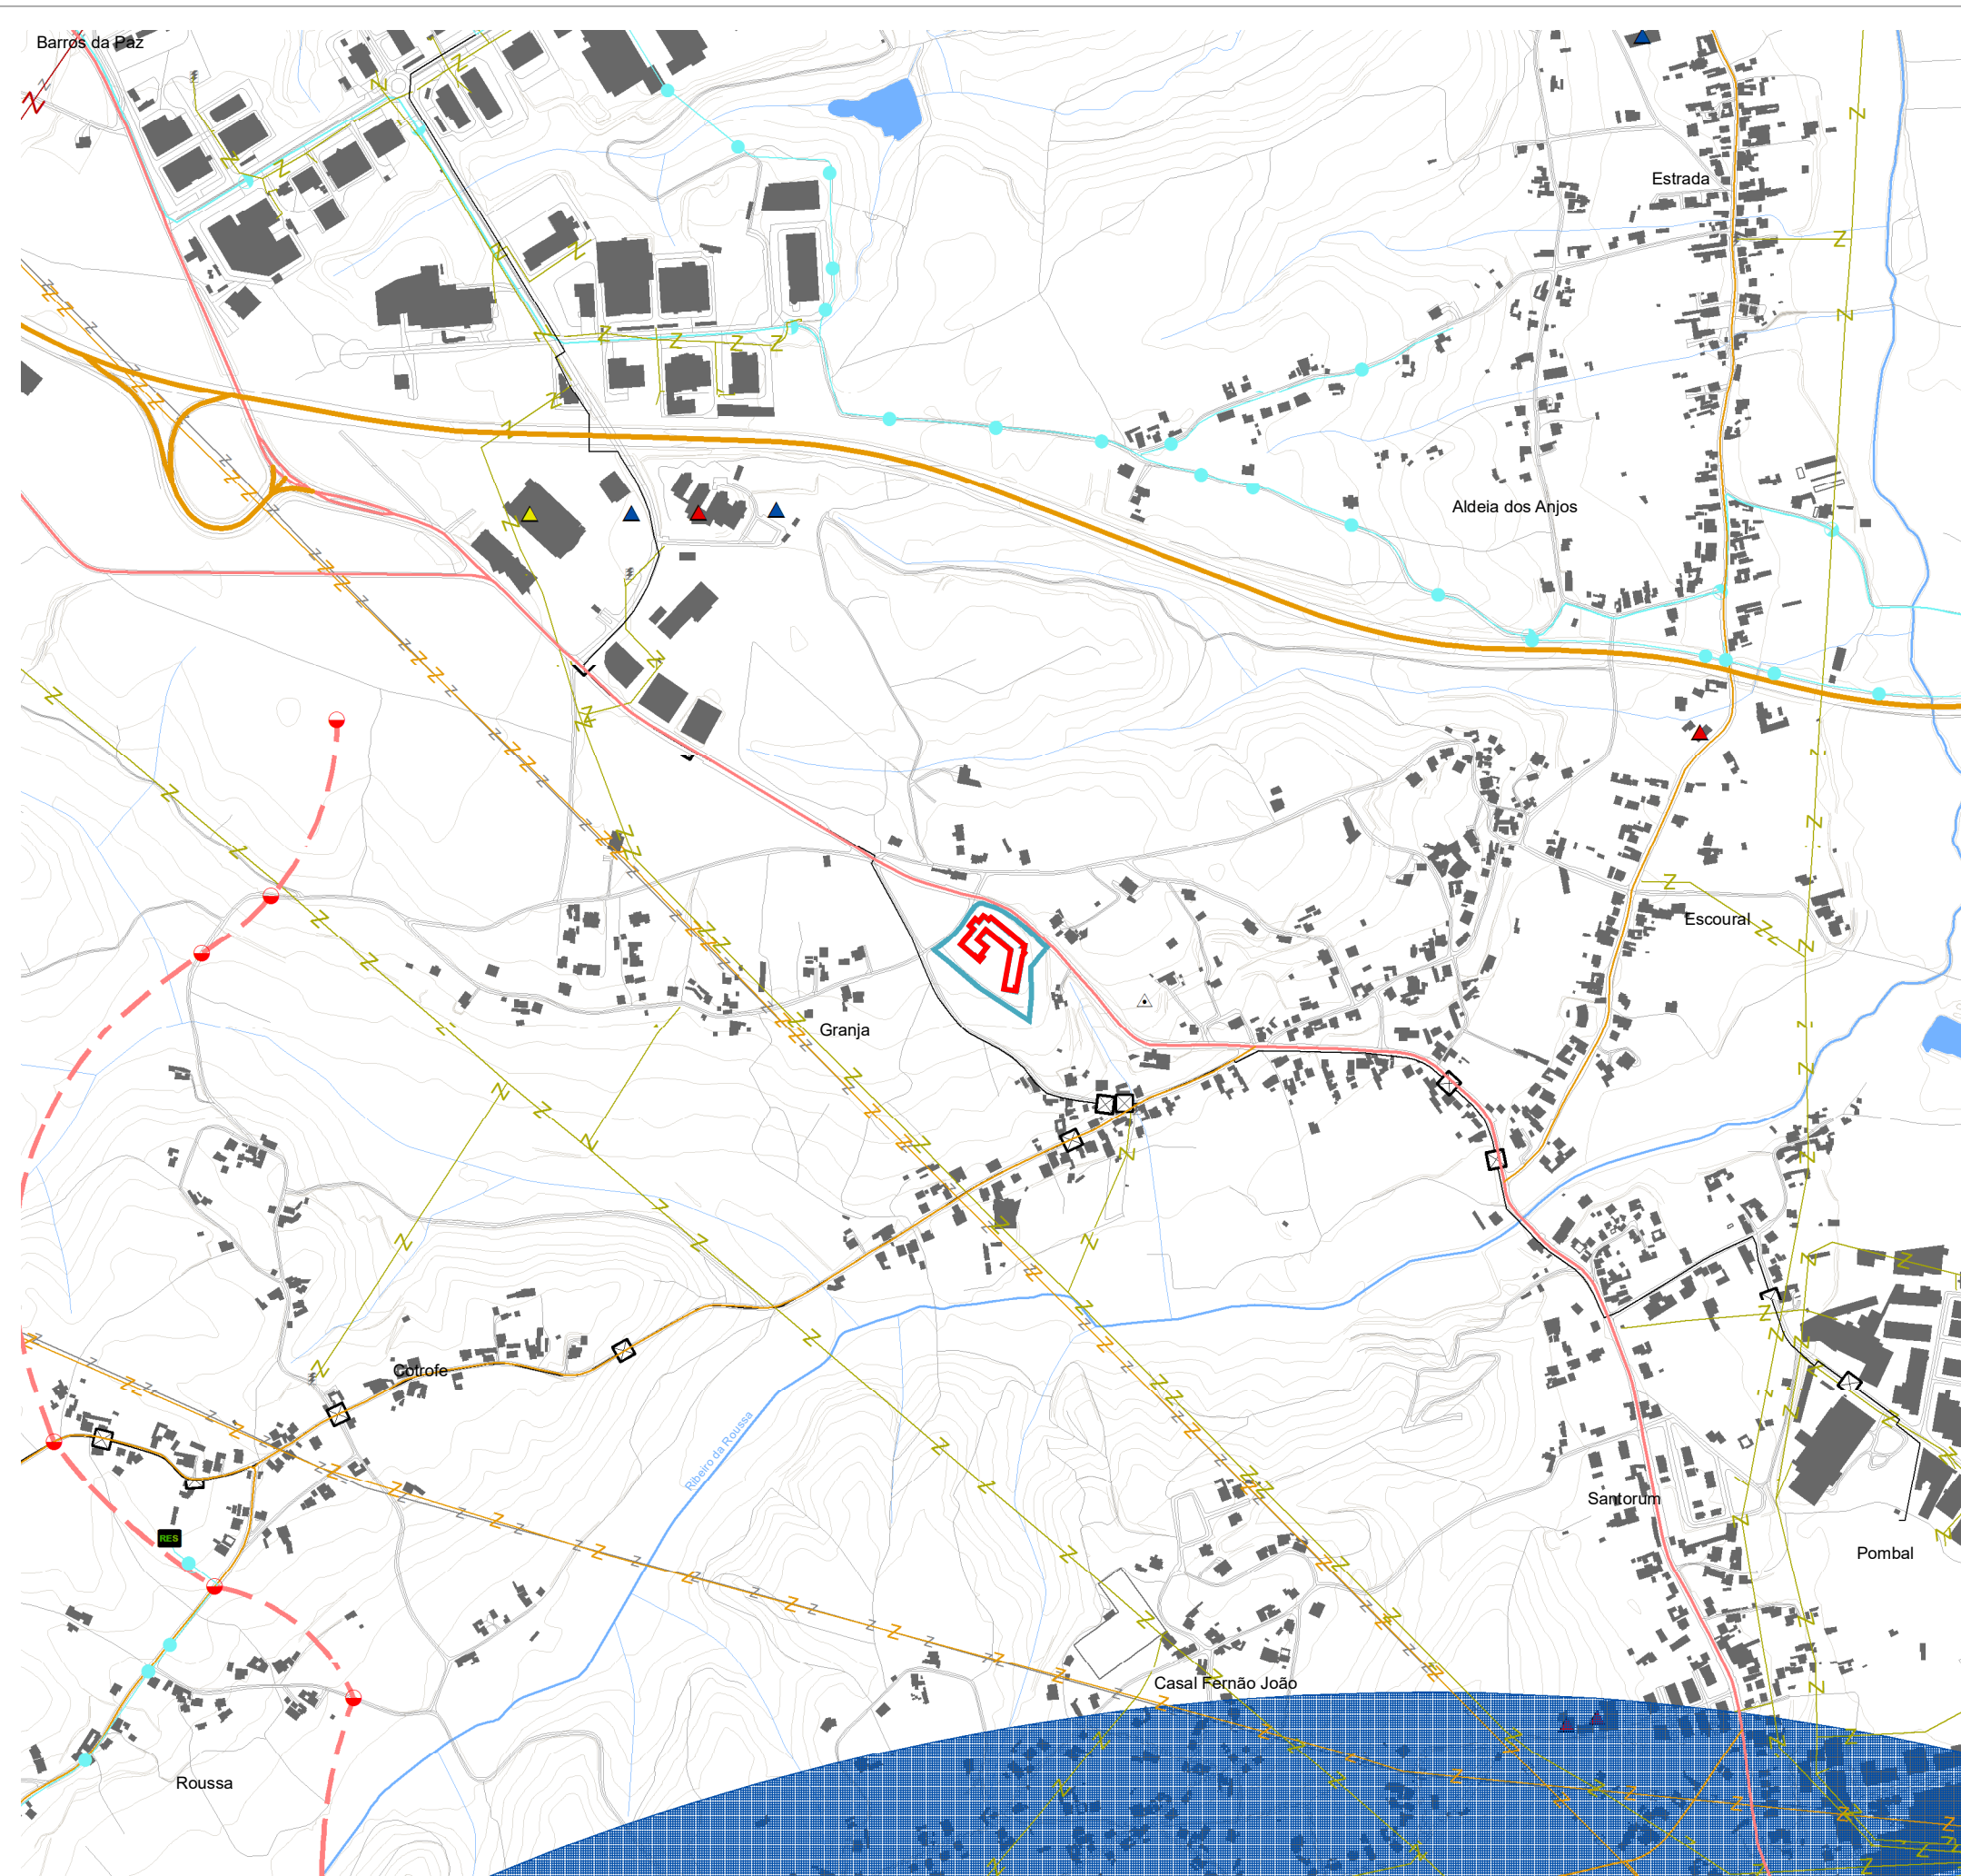 Barros da Paz
Estrada
Aldeia dos Anjos
Escoural
Granja
Cotrofe
Ribeiro da Roussa
Santorum
RES
Pombal
Casal Fernão João
Roussa